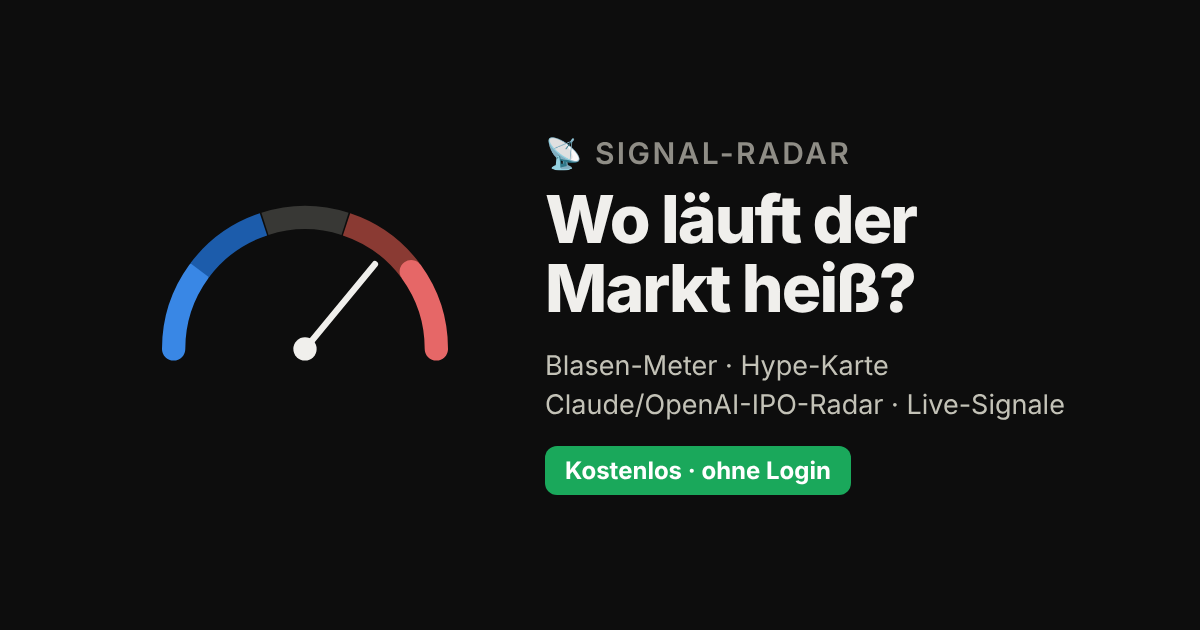 📡 SIGNAL-RADAR
Wo läuft der
Markt heiß?
Blasen-Meter · Hype-Karte
Claude/OpenAI-IPO-Radar · Live-Signale
Kostenlos · ohne Login